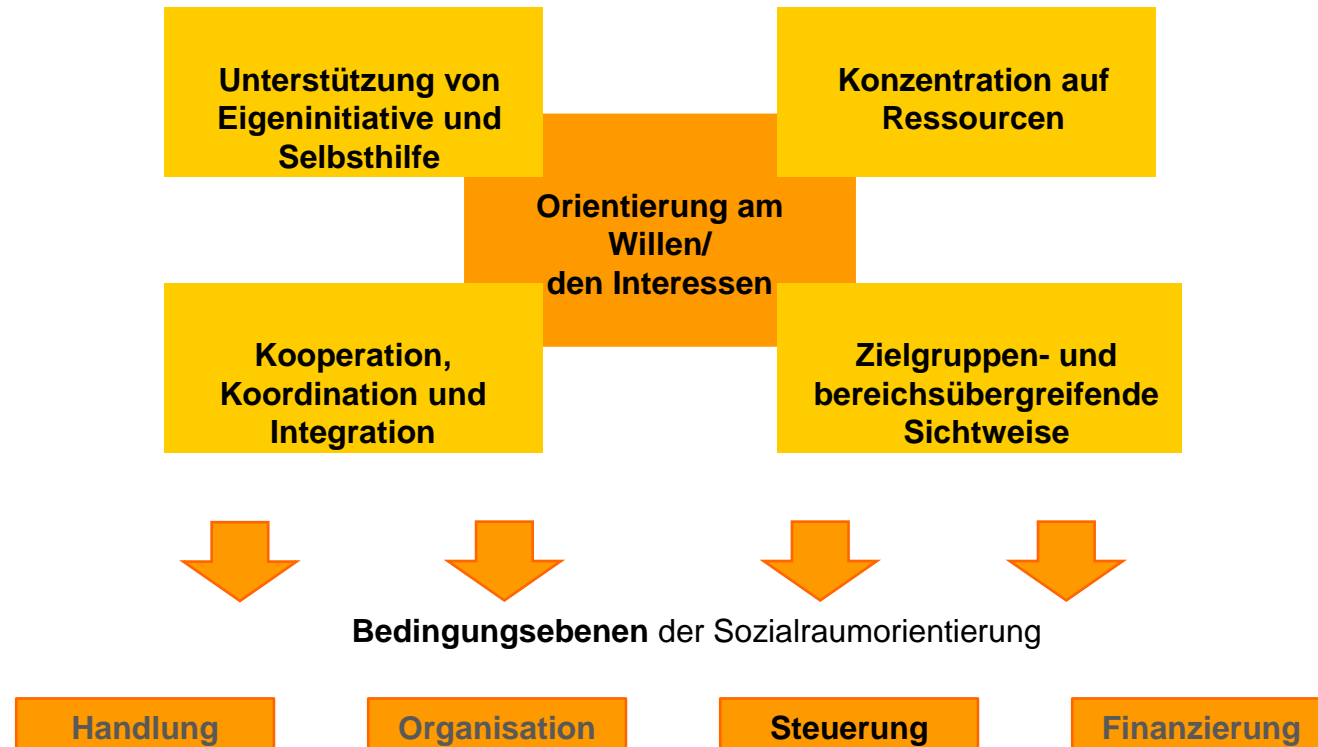 Unterstützung von
Eigeninitiative und
Selbsthilfe
Konzentration auf
Ressourcen
Orientierung am
Willen/
den Interessen
Kooperation,
Koordination und
Integration
Zielgruppen- und
bereichsübergreifende
Sichtweise
Bedingungsebenen der Sozialraumorientierung
Handlung
Organisation
Steuerung
Finanzierung